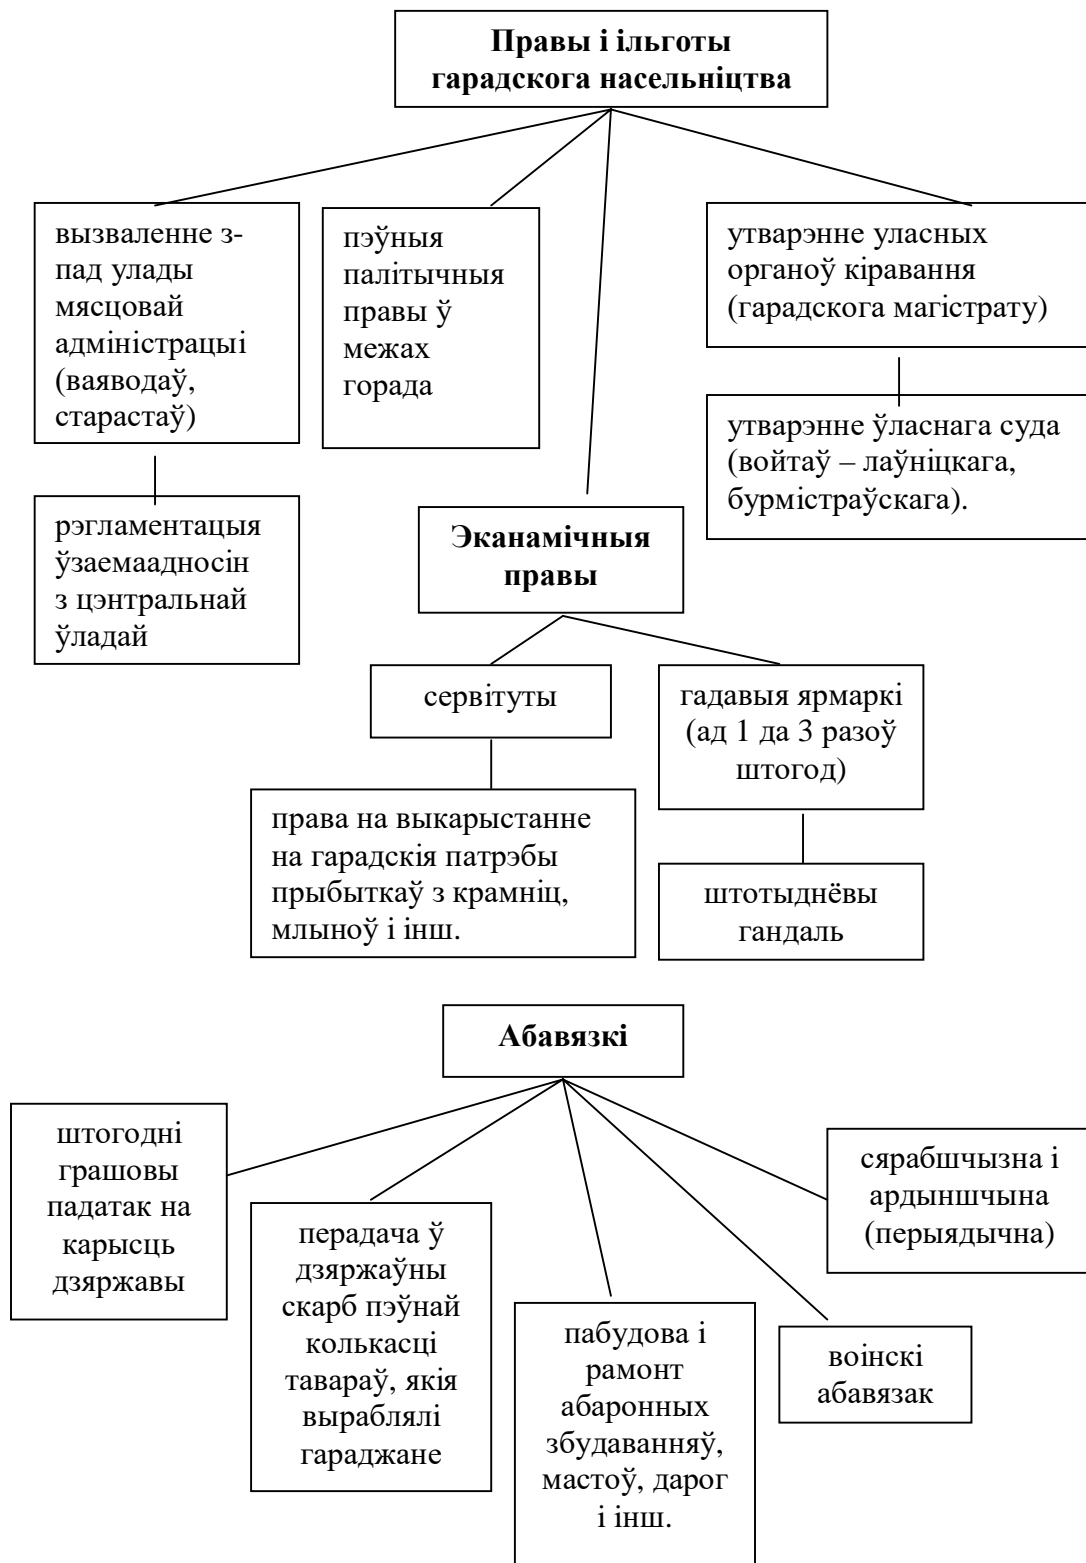 Правы і ільготы
гарадскога насельніцтва
вызваленне з-
пад улады
мясцовай
адміністрацыі
(ваяводаў,
старастаў)
пэўныя
палітычныя
правы ў
межах
горада
утварэнне уласных
органоў кіравання
(гарадскога магістрату)
рэгламентацыя
ўзаемаадносін
з цэнтральнай
ўладай
утварэнне ўласнага суда
(войтаў – лаўніцкага,
бурмістраўскага).
Эканамічныя
правы
сервітуты
гадавыя ярмаркі
(ад 1 да 3 разоў
штогод)
права на выкарыстанне
на гарадскія патрэбы
прыбыткаў з крамніц,
млыноў і інш.
штотыднёвы
гандаль
Абавязкі
штогодні
грашовы
падатак на
карысць
дзяржавы
перадача ў
дзяржаўны
скарб пэўнай
колькасці
тавараў, якія
выраблялі
гараджане
пабудова і
рамонт
абаронных
збудаванняў,
мастоў, дарог
і інш.
воінскі
абавязак
сярабшчызна і
ардыншчына
(перыядычна)